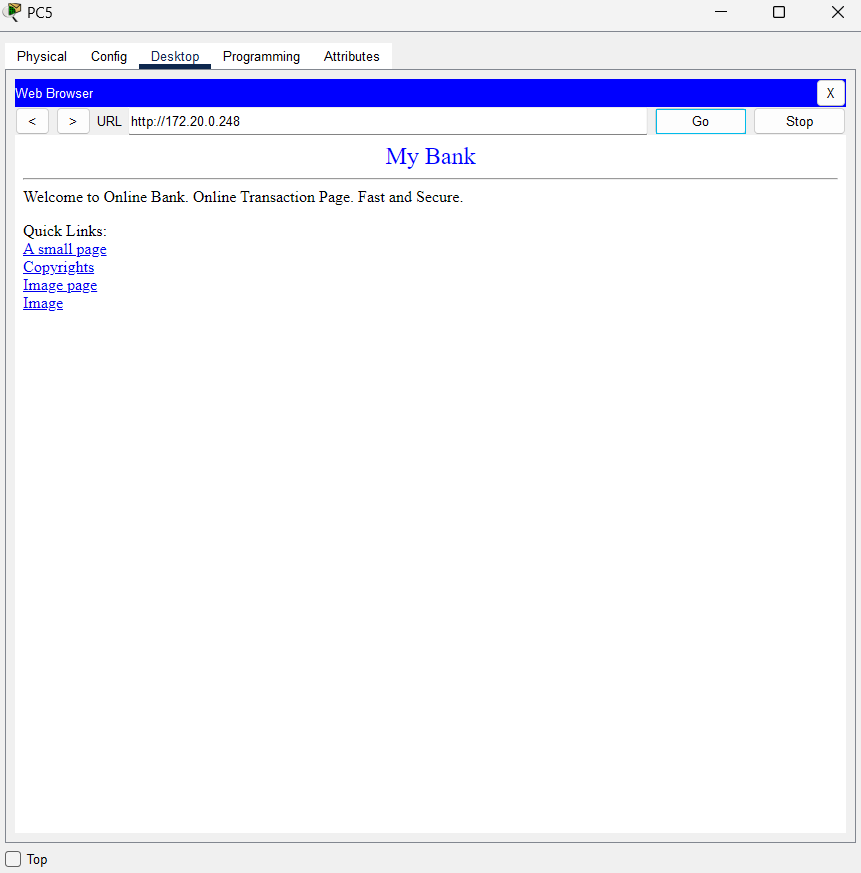 PC5
Physical Config Desktop Programming Attributes
Web Browser X
< > URL http://172.20.0.248 Go Stop
My Bank
Welcome to Online Bank. Online Transaction Page. Fast and Secure.
Quick Links:
A small page
Copyrights
Image page
Image
Top